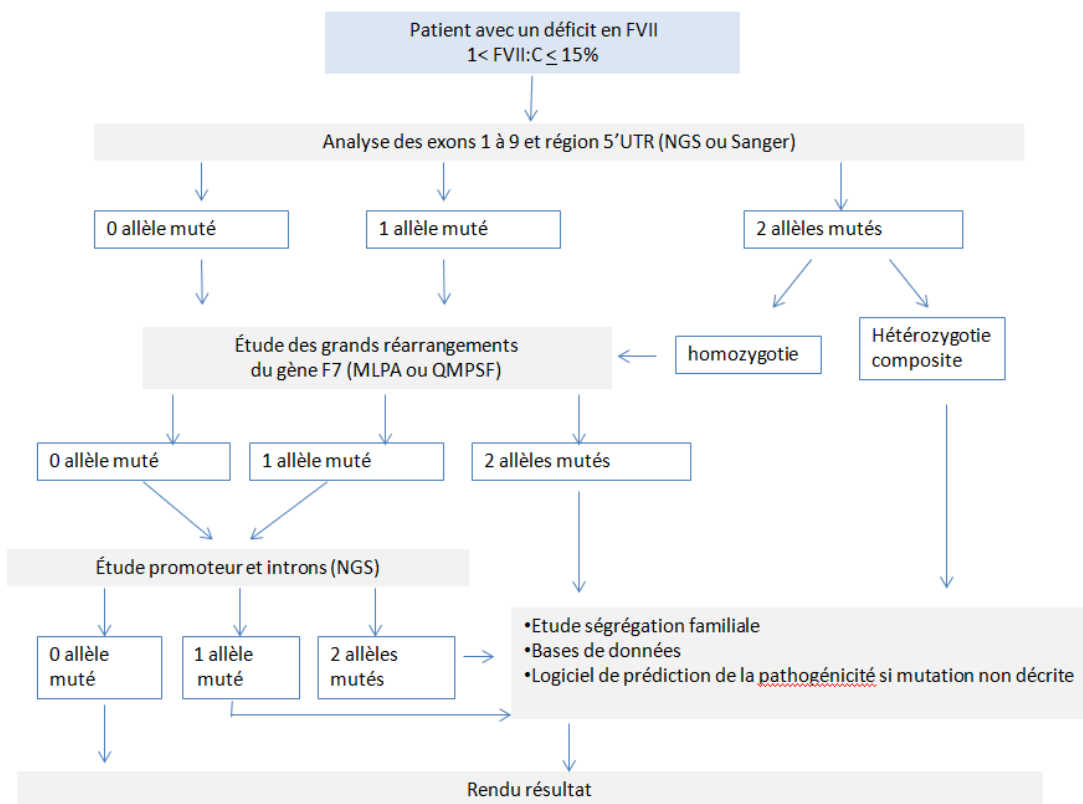 Patient avec un déficit en FVII
1< FVII:C ≤ 15%
Analyse des exons 1 à 9 et région 5'UTR (NGS ou Sanger)
0 allèle muté
1 allèle muté
2 allèles mutés
Étude des grands réarrangements
du gène F7 (MLPA ou QMPSF)
homozygotie
Hétérozygotie
composite
0 allèle muté
1 allèle muté
2 allèles mutés
Étude promoteur et introns (NGS)
0 allèle
muté
1 allèle
muté
2 allèles
mutés
•Etude ségrégation familiale
•Bases de données
•Logiciel de prédiction de la pathogénicité si mutation non décrite
Rendu résultat